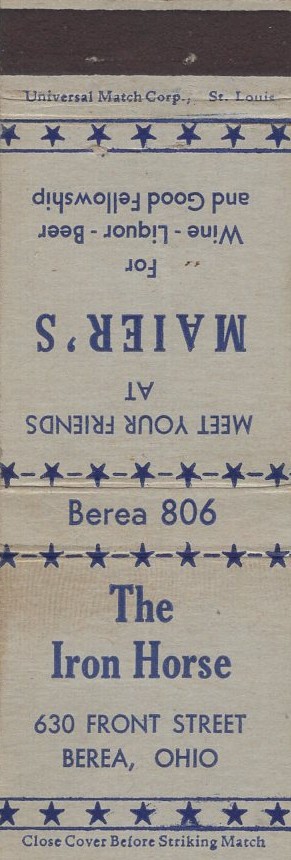 Universal Match Corp., St. Louis
MEET YOUR FRIENDS
AT
MAIER'S
For
Wine - Liquor - Beer
and Good Fellowship
Berea 806
The
Iron Horse
630 FRONT STREET
BEREA, OHIO
Close Cover Before Striking Match